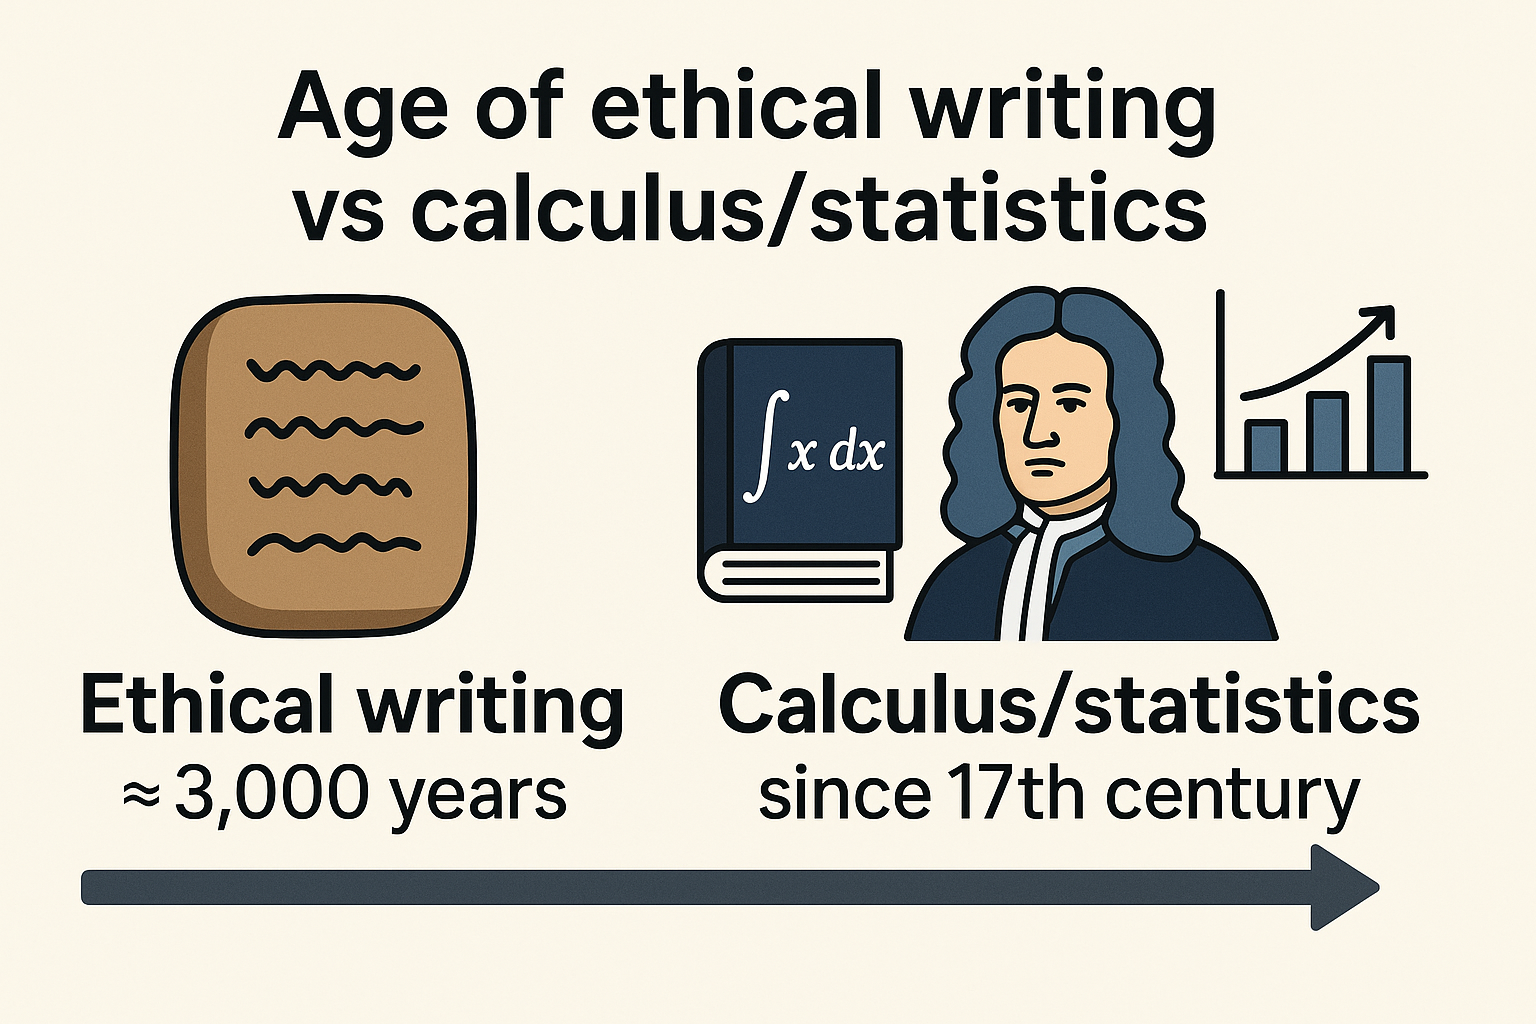 Age of ethical writing
vs calculus/statistics
∫x dx
Ethical writing
≈ 3,000 years
Calculus/statistics
since 17th century